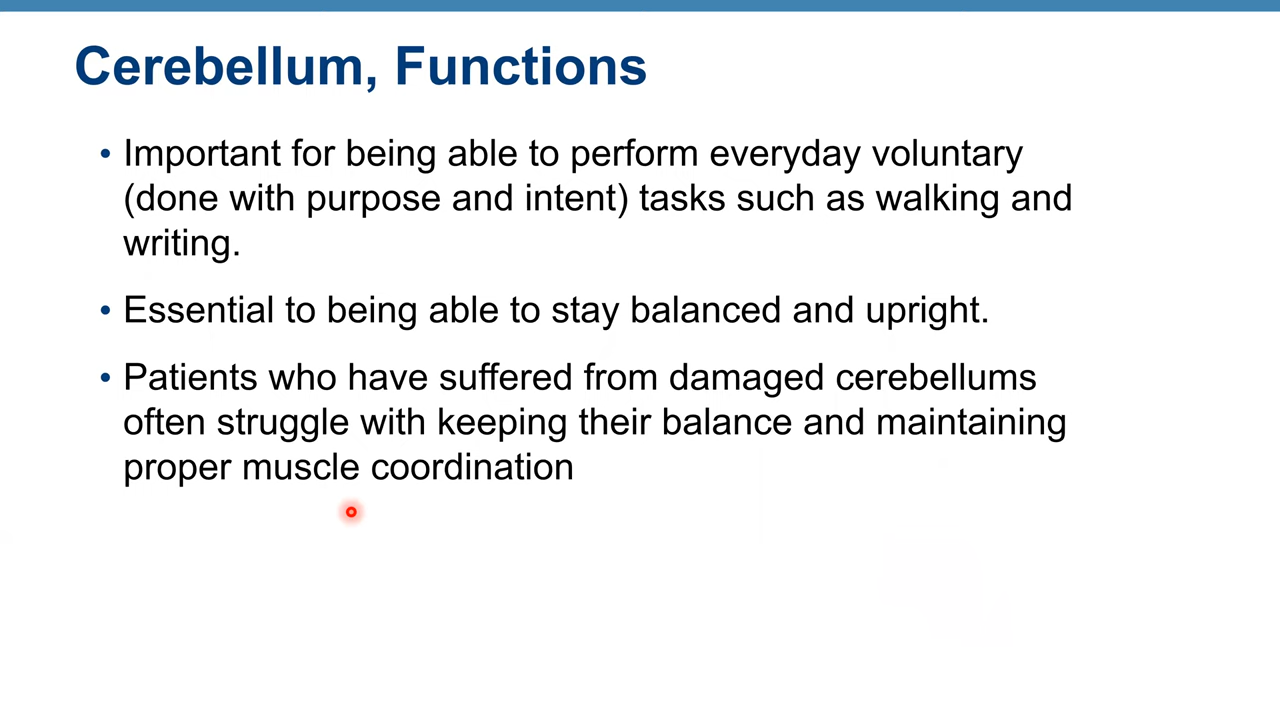 Cerebellum, Functions
• Important for being able to perform everyday voluntary
(done with purpose and intent) tasks such as walking and
writing.
• Essential to being able to stay balanced and upright.
• Patients who have suffered from damaged cerebellums
often struggle with keeping their balance and maintaining
proper muscle coordination